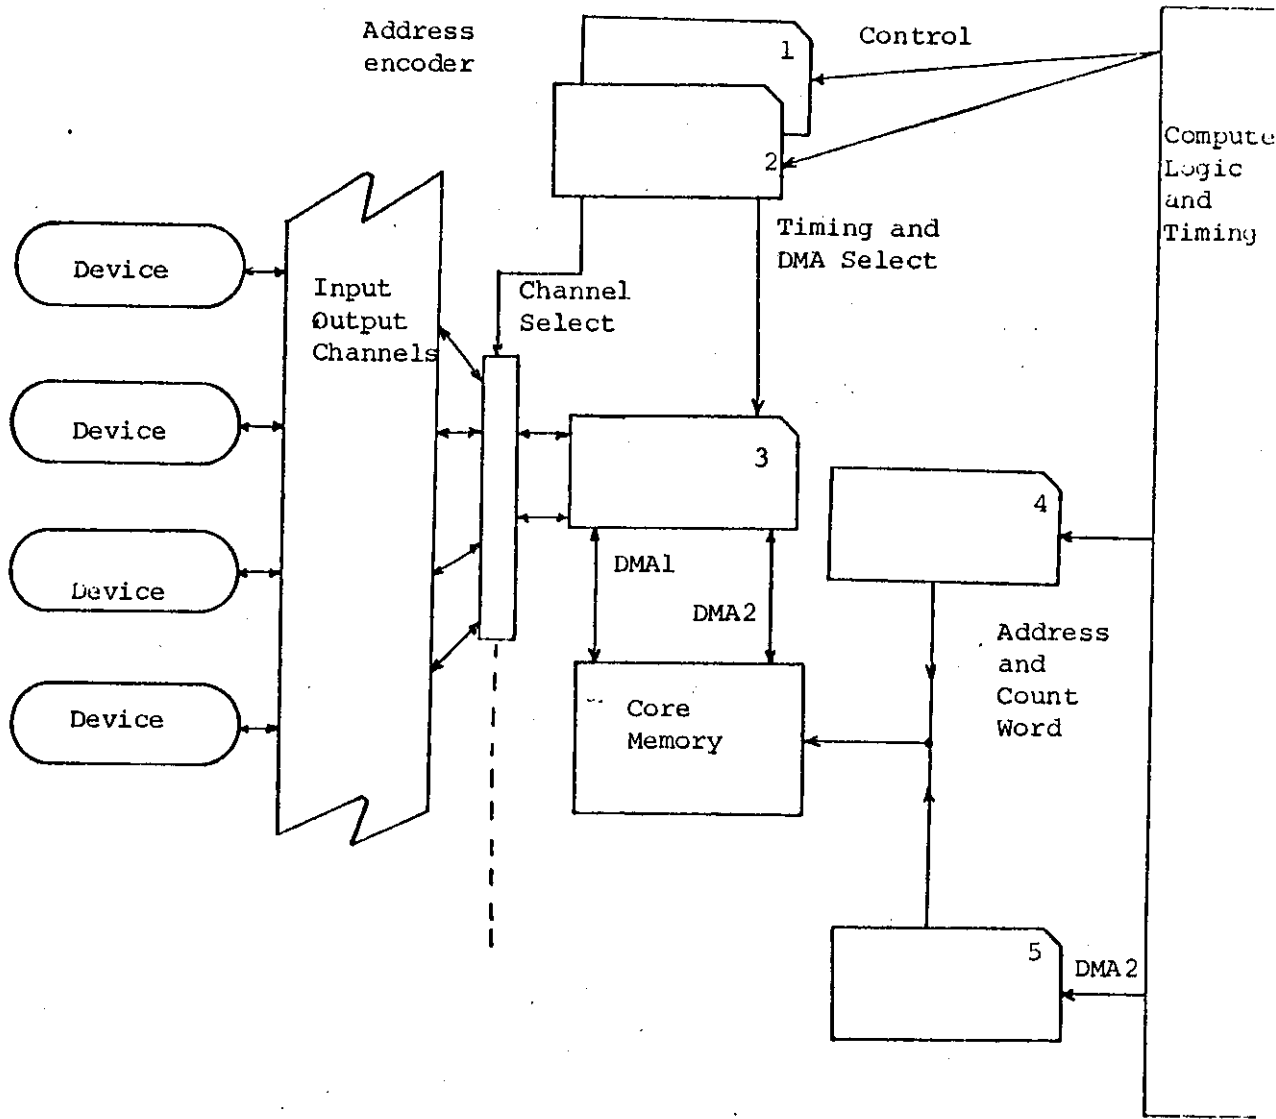 Address
encoder
1
Control
2
Compute
Logic
and
Timing
Timing and
DMA Select
Device
Input
Output
Channels
Channel
Select
Device
3
4
Device
DMA1
DMA2
Address
and
Count
Word
Device
Core
Memory
5
DMA2